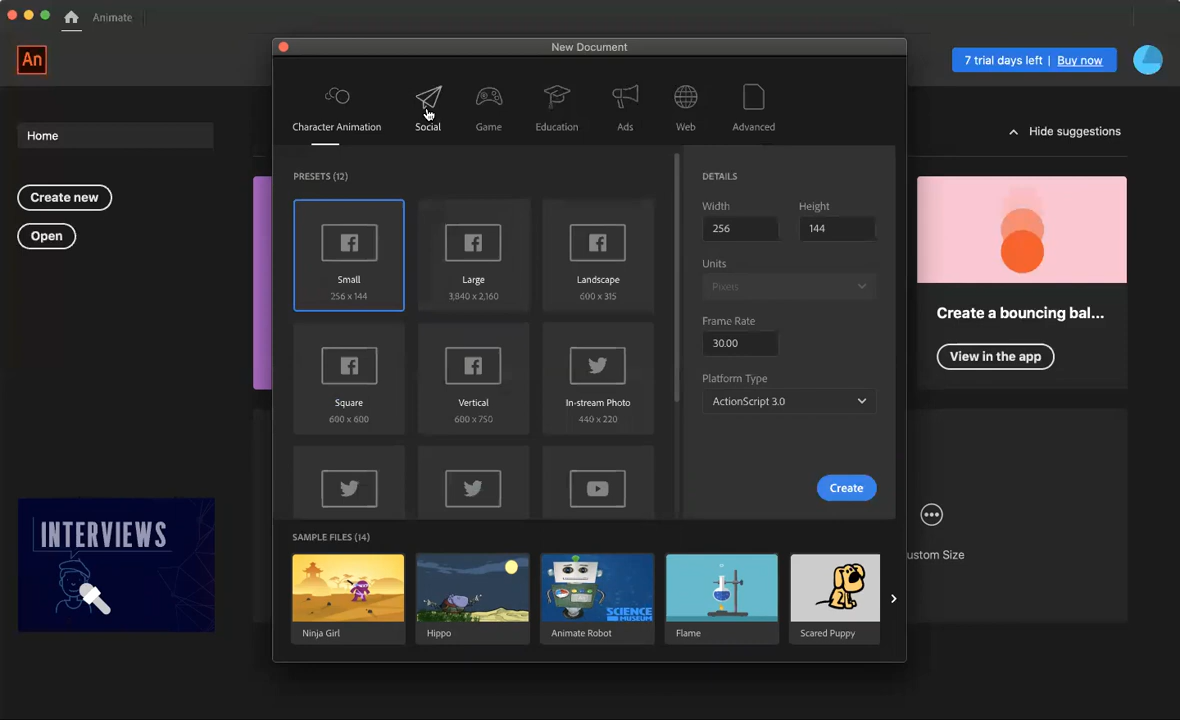 Animate
New Document
An
7 trial days left | Buy now
Character Animation
Social
Game
Education
Ads
Web
Advanced
Home
Hide suggestions
Create new
Open
PRESETS (12)
Small
256 x 144
Large
3,840 x 2,160
Landscape
600 x 315
Square
600 x 600
Vertical
600 x 750
In-stream Photo
440 x 220
DETAILS
Width
Height
256
144
Units
Pixels
Frame Rate
30.00
Platform Type
ActionScript 3.0
Create
Create a bouncing bal...
View in the app
ustom Size
INTERVIEWS
SAMPLE FILES (14)
SCIENCE
MUSEUM
Ninja Girl
Hippo
Animate Robot
Flame
Scared Puppy